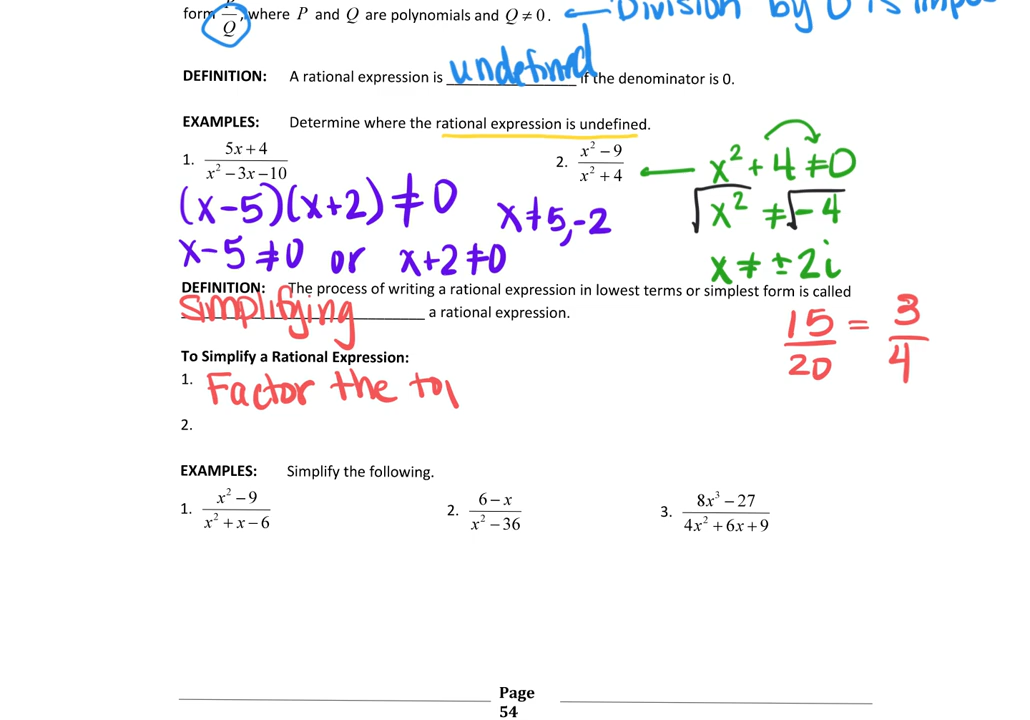 form P/Q, where P and Q are polynomials and Q ≠ 0. ← Division by 0 is
DEFINITION: A rational expression is undefined if the denominator is 0.
EXAMPLES: Determine where the rational expression is undefined.
1. (5x+4)/(x²−3x−10)
2. (x²−9)/(x²+4) ← x²+4≠0
(x−5)(x+2)≠0
x≠5,−2
√x² ≠ √−4
x−5≠0 or x+2≠0
x≠±2i
DEFINITION: The process of writing a rational expression in lowest terms or simplest form is called
simplifying a rational expression.
15/20 = 3/4
To Simplify a Rational Expression:
1. Factor the
2.
EXAMPLES: Simplify the following.
1. (x²−9)/(x²+x−6)
2. (6−x)/(x²−36)
3. (8x³−27)/(4x²+6x+9)
Page
54